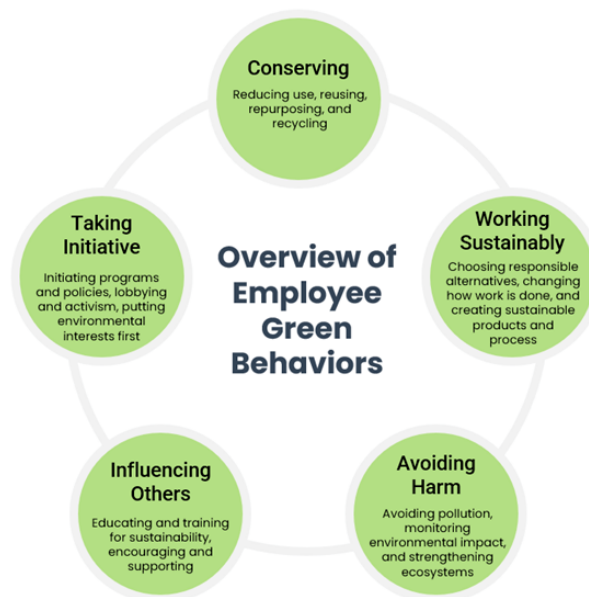 Conserving
Reducing use, reusing,
repurposing, and
recycling
Working
Sustainably
Choosing responsible
alternatives, changing
how work is done, and
creating sustainable
products and
process
Avoiding
Harm
Avoiding pollution,
monitoring
environmental impact,
and strengthening
ecosystems
Influencing
Others
Educating and training
for sustainability,
encouraging and
supporting
Taking
Initiative
Initiating programs
and policies, lobbying
and activism, putting
environmental
interests first
Overview of
Employee
Green
Behaviors